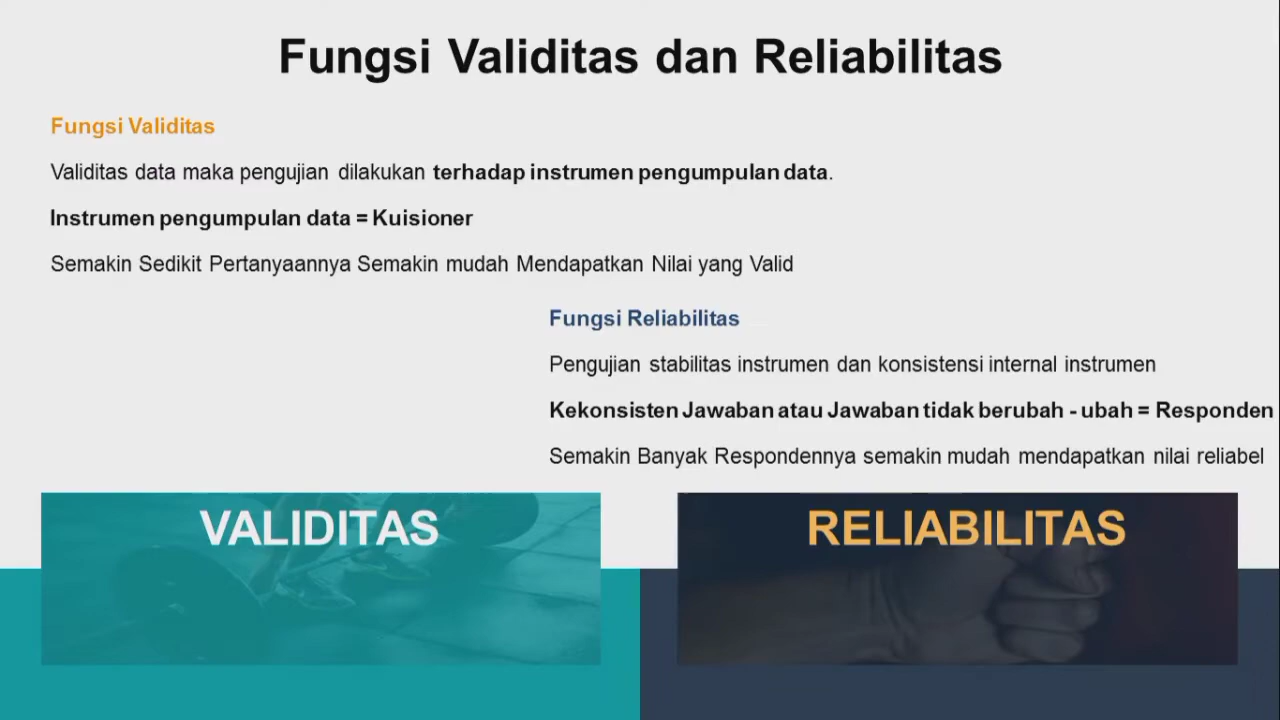 Fungsi Validitas dan Reliabilitas
Fungsi Validitas
Validitas data maka pengujian dilakukan terhadap instrumen pengumpulan data.
Instrumen pengumpulan data = Kuisioner
Semakin Sedikit Pertanyaannya Semakin mudah Mendapatkan Nilai yang Valid
Fungsi Reliabilitas
Pengujian stabilitas instrumen dan konsistensi internal instrumen
Kekonsisten Jawaban atau Jawaban tidak berubah - ubah = Responden
Semakin Banyak Respondennya semakin mudah mendapatkan nilai reliabel
VALIDITAS
RELIABILITAS